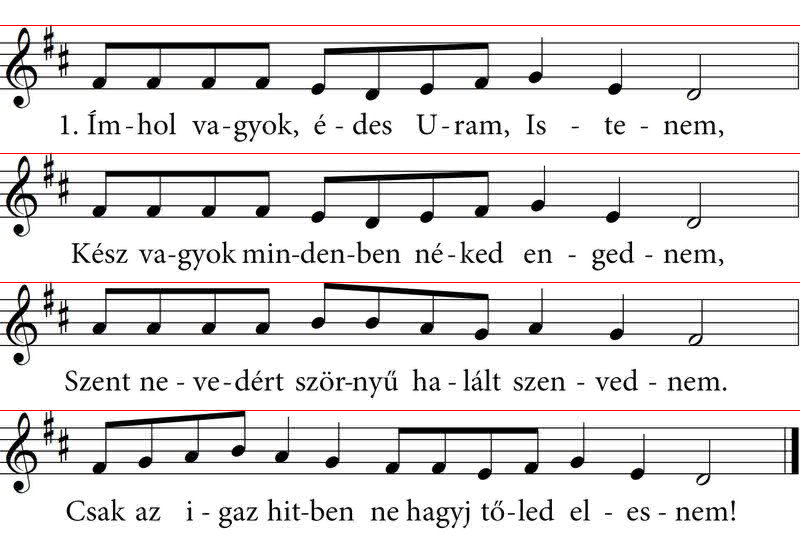 1. Ím-hol va-gyok, é-des U-ram, Is - te - nem,
Kész va-gyok min-den-ben né-ked en - ged - nem,
Szent ne - ve-dért ször-nyű ha-lált szen - ved - nem.
Csak az i - gaz hit-ben ne hagyj tő-led el - es - nem!